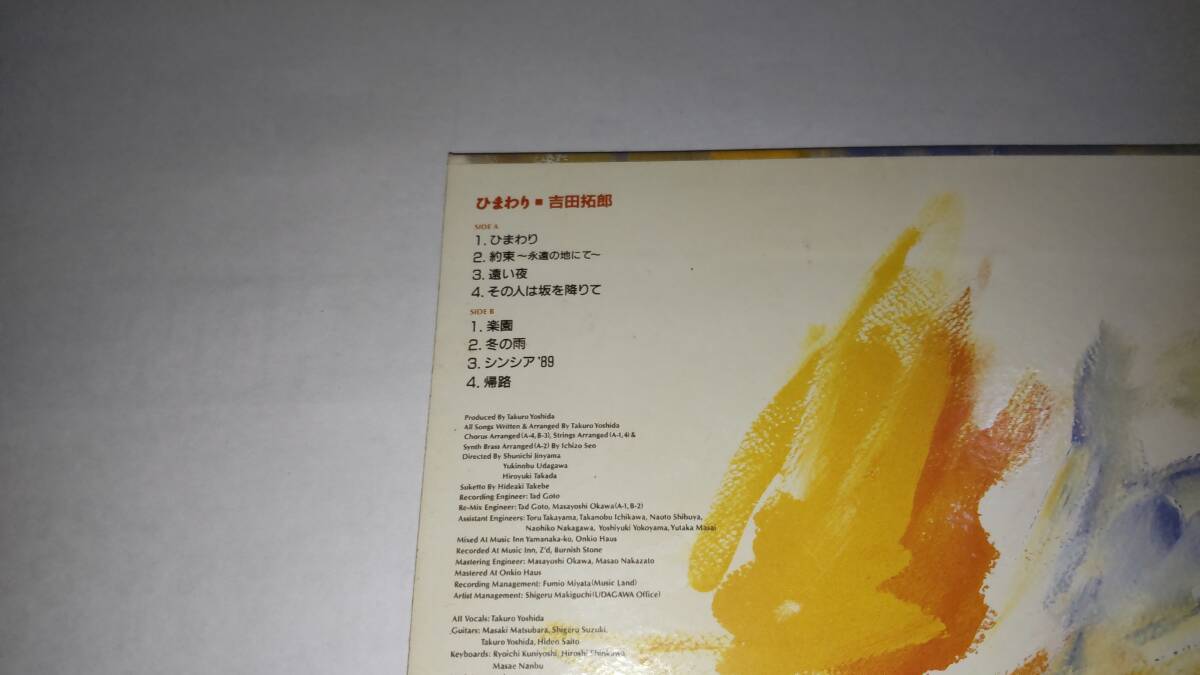 ひまわり■吉田拓郎
SIDE A
1. ひまわり
2. 約束〜永遠の地にて〜
3. 遠い夜
4. その人は坂を降りて
SIDE B
1. 楽園
2. 冬の雨
3. シンシア'89
4. 帰路
Produced By Takuro Yoshida
All Songs Written & Arranged By Takuro Yoshida
Chorus Arranged(A-4, B-3), Strings Arranged(A-1, 4) &
Synth Brass Arranged(A-2) By Ichizo Seo
Directed By Shunichi Jinyama
Yukinobu Udagawa
Hiroyuki Takada
Suketto By Hideaki Takebe
Recording Engineer: Tad Goto
Re-Mix Engineer: Tad Goto, Masayoshi Okawa(A-1, B-2)
Assistant Engineers: Toru Takayama, Takanobu Ichikawa, Naoto Shibuya,
Naohiko Nakagawa, Yoshiyuki Yokoyama, Yutaka Masai
Mixed At Music Inn Yamanaka-ko, Onkio Haus
Recorded At Music Inn, Z'd, Burnish Stone
Mastering Engineer: Masayoshi Okawa, Masao Nakazato
Mastered At Onkio Haus
Recording Management: Fumio Miyata(Music Land)
Artist Management: Shigeru Makiguchi(UDAGAWA Office)
All Vocals: Takuro Yoshida
Guitars: Masaki Matsubara, Shigeru Suzuki,
Takuro Yoshida, Hideo Saito
Keyboards: Ryoichi Kuniyoshi, Hiroshi Shinkawa,
Masae Nanbu